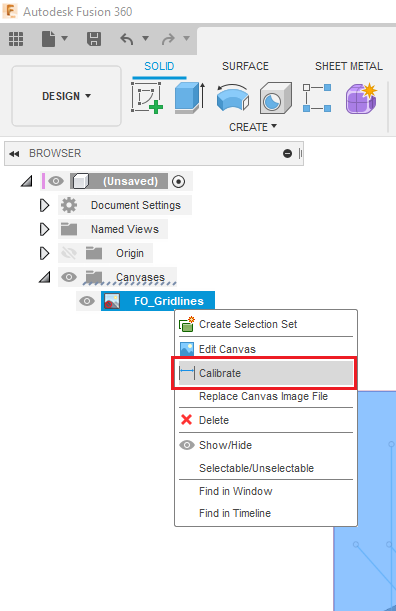 Autodesk Fusion 360
SOLID SURFACE SHEET METAL
DESIGN
CREATE
BROWSER
(Unsaved)
Document Settings
Named Views
Origin
Canvases
FO_Gridlines
Create Selection Set
Edit Canvas
Calibrate
Replace Canvas Image File
Delete
Show/Hide
Selectable/Unselectable
Find in Window
Find in Timeline